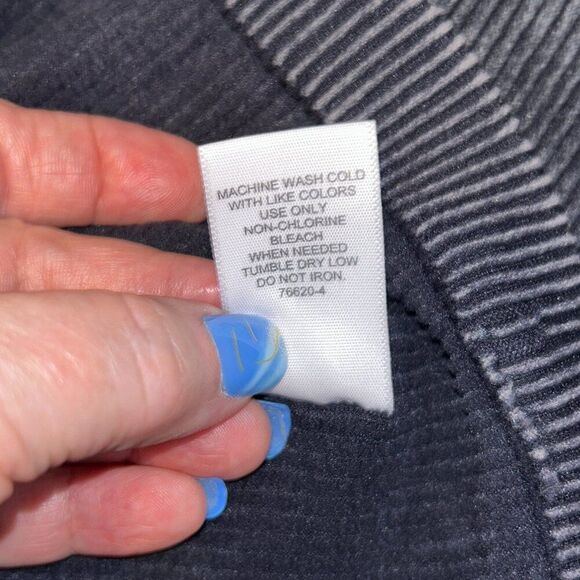 MACHINE WASH COLD
WITH LIKE COLORS
USE ONLY
NON-CHLORINE
BLEACH
WHEN NEEDED
TUMBLE DRY LOW
DO NOT IRON.
76620-4